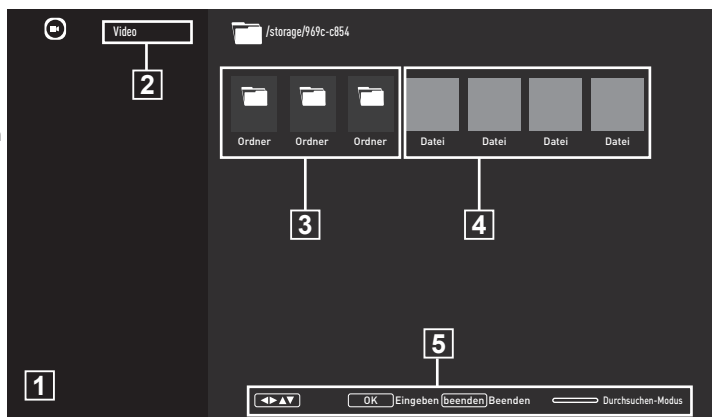 Video
/storage/969c-c854
2
Ordner Ordner Ordner Datei Datei Datei Datei
3 4
5
1
◄►▲▼ OK Eingeben beenden Beenden Durchsuchen-Modus